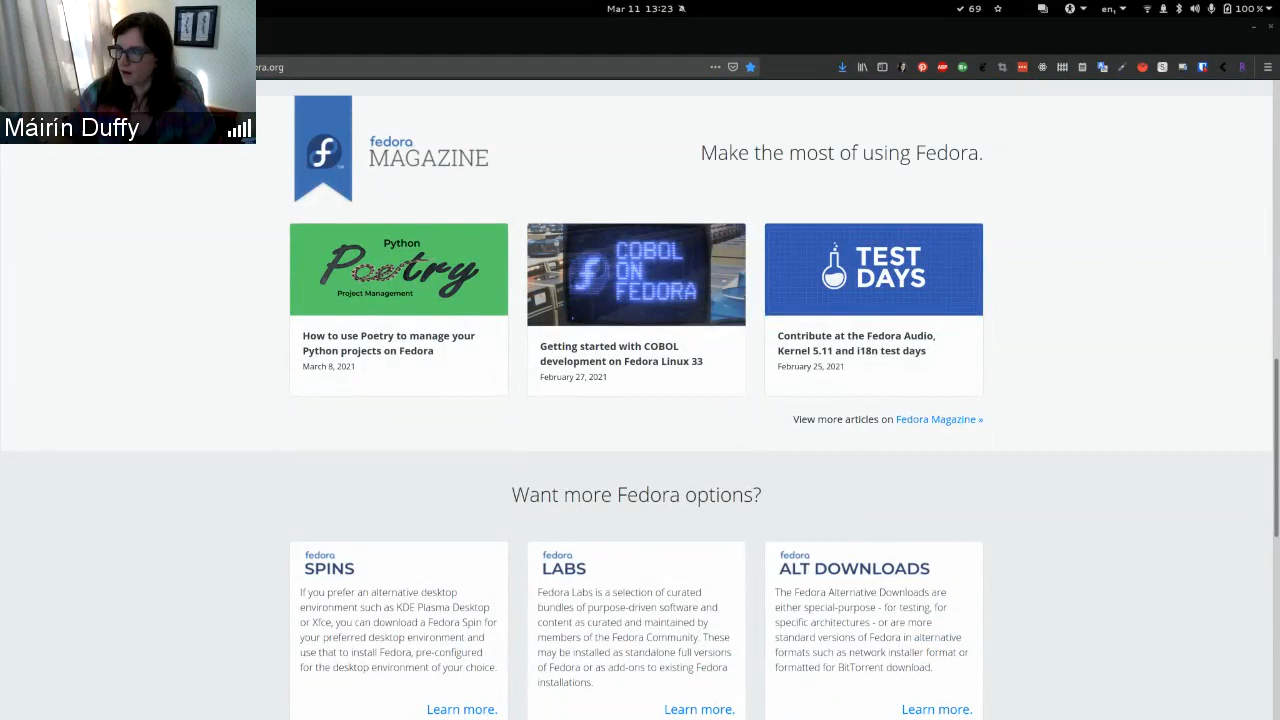 Mar 11 13:23
69
en₁
100 %
ora.org
Máirín Duffy
fedora
MAGAZINE
Make the most of using Fedora.
Python
Poetry
Project Management
COBOL
ON
FEDORA
TEST
DAYS
How to use Poetry to manage your
Python projects on Fedora
March 8, 2021
Getting started with COBOL
development on Fedora Linux 33
February 27, 2021
Contribute at the Fedora Audio,
Kernel 5.11 and i18n test days
February 25, 2021
View more articles on Fedora Magazine »
Want more Fedora options?
fedora
SPINS
If you prefer an alternative desktop
environment such as KDE Plasma Desktop
or Xfce, you can download a Fedora Spin for
your preferred desktop environment and
use that to install Fedora, pre-configured
for the desktop environment of your choice.
Learn more.
fedora
LABS
Fedora Labs is a selection of curated
bundles of purpose-driven software and
content as curated and maintained by
members of the Fedora Community. These
may be installed as standalone full versions
of Fedora or as add-ons to existing Fedora
installations.
Learn more.
fedora
ALT DOWNLOADS
The Fedora Alternative Downloads are
either special-purpose - for testing, for
specific architectures - or are more
standard versions of Fedora in alternative
formats such as network installer format or
formatted for BitTorrent download.
Learn more.